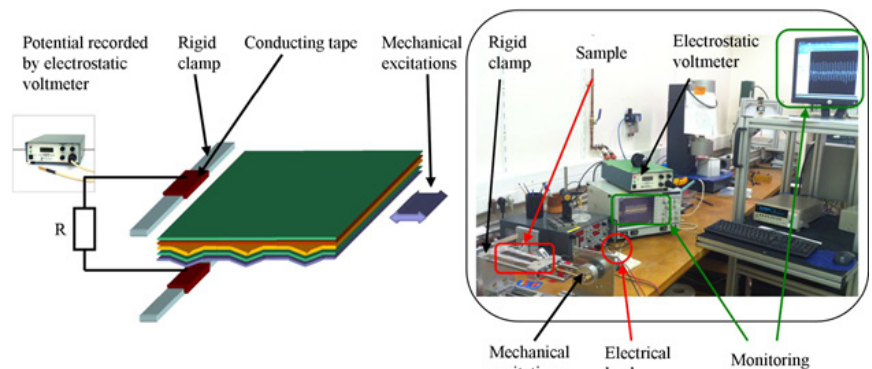 Potential recorded
by electrostatic
voltmeter
Rigid
clamp
Conducting tape
Mechanical
excitations
R
Rigid
clamp
Sample
Electrostatic
voltmeter
Mechanical
Electrical
Monitoring